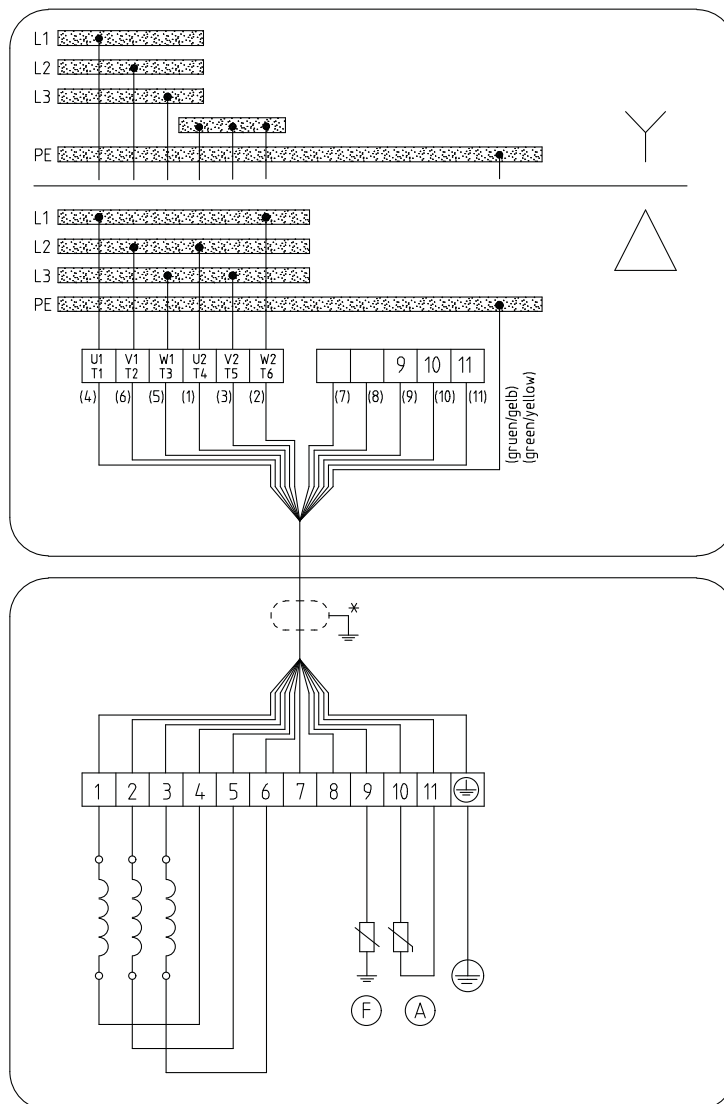 L1
L2
L3
PE
L1
L2
L3
PE
U1 V1 W1 U2 V2 W2
T1 T2 T3 T4 T5 T6
9 10 11
(4) (6) (5) (1) (3) (2) (7) (8) (9) (10) (11)
(gruen/gelb)
(green/yellow)
*
1 2 3 4 5 6 7 8 9 10 11
F A